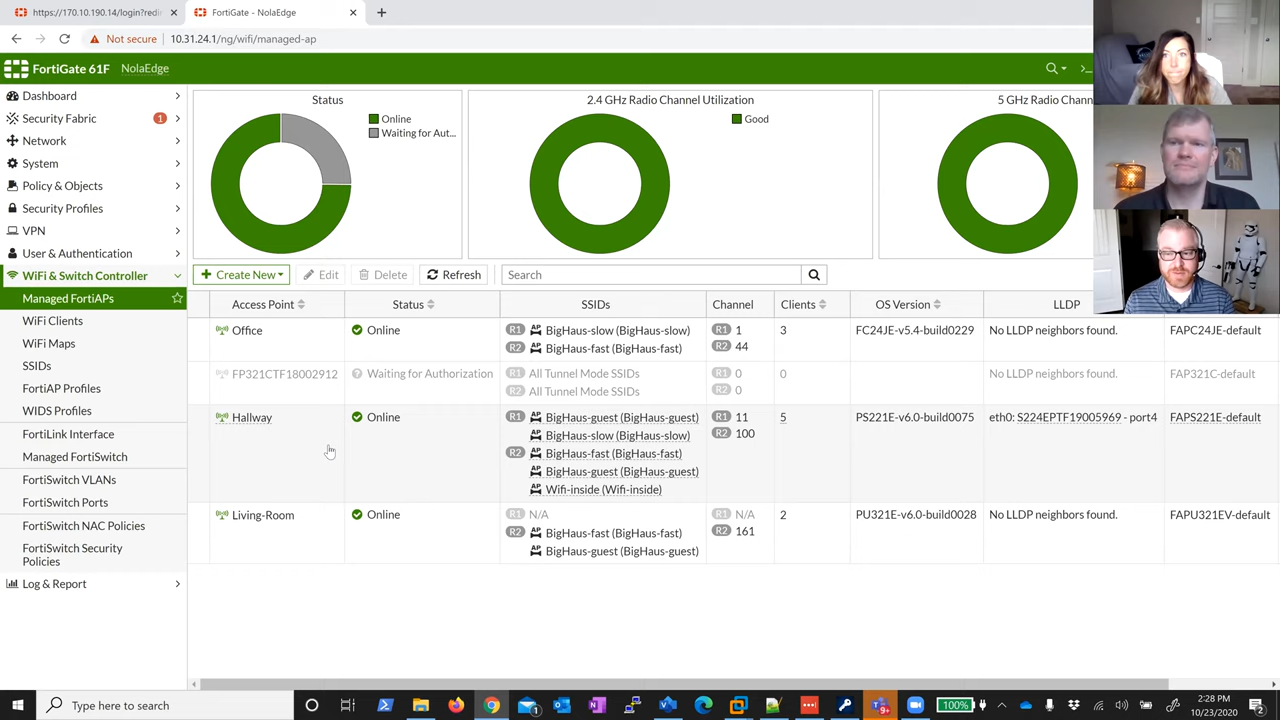 https://170.10.190.14/login?redir
FortiGate - NolaEdge
Not secure
10.31.24.1/ng/wifi/managed-ap
FortiGate 61F
NolaEdge
>_
Dashboard
Security Fabric
1
Network
System
Policy & Objects
Security Profiles
VPN
User & Authentication
WiFi & Switch Controller
Managed FortiAPs
WiFi Clients
WiFi Maps
SSIDs
FortiAP Profiles
WIDS Profiles
FortiLink Interface
Managed FortiSwitch
FortiSwitch VLANs
FortiSwitch Ports
FortiSwitch NAC Policies
FortiSwitch Security
Policies
Log & Report
Status
Online
Waiting for Aut...
2.4 GHz Radio Channel Utilization
Good
5 GHz Radio Chann
Create New
Edit
Delete
Refresh
Search
Access Point Status SSIDs Channel Clients OS Version LLDP
Office Online R1 BigHaus-slow (BigHaus-slow) R1 1 3 FC24JE-v5.4-build0229 No LLDP neighbors found. FAPC24JE-default
R2 BigHaus-fast (BigHaus-fast) R2 44
FP321CTF18002912 Waiting for Authorization R1 All Tunnel Mode SSIDs R1 0 0 No LLDP neighbors found. FAP321C-default
R2 All Tunnel Mode SSIDs R2 0
Hallway Online R1 BigHaus-guest (BigHaus-guest) R1 11 5 PS221E-v6.0-build0075 eth0: S224EPTF19005969 - port4 FAPS221E-default
BigHaus-slow (BigHaus-slow) R2 100
R2 BigHaus-fast (BigHaus-fast)
BigHaus-guest (BigHaus-guest)
Wifi-inside (Wifi-inside)
Living-Room Online R1 N/A R1 N/A 2 PU321E-v6.0-build0028 No LLDP neighbors found. FAPU321EV-default
R2 BigHaus-fast (BigHaus-fast) R2 161
BigHaus-guest (BigHaus-guest)
Type here to search
1
9+
100%
2:28 PM
10/23/2020
2